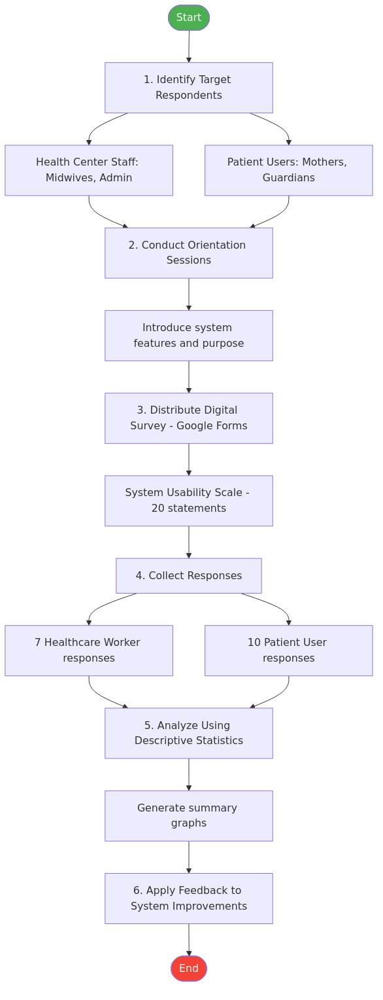 Start
1. Identify Target
Respondents
Health Center Staff:
Midwives, Admin
Patient Users: Mothers,
Guardians
2. Conduct Orientation
Sessions
Introduce system
features and purpose
3. Distribute Digital
Survey - Google Forms
System Usability Scale -
20 statements
4. Collect Responses
7 Healthcare Worker
responses
10 Patient User
responses
5. Analyze Using
Descriptive Statistics
Generate summary
graphs
6. Apply Feedback to
System Improvements
End